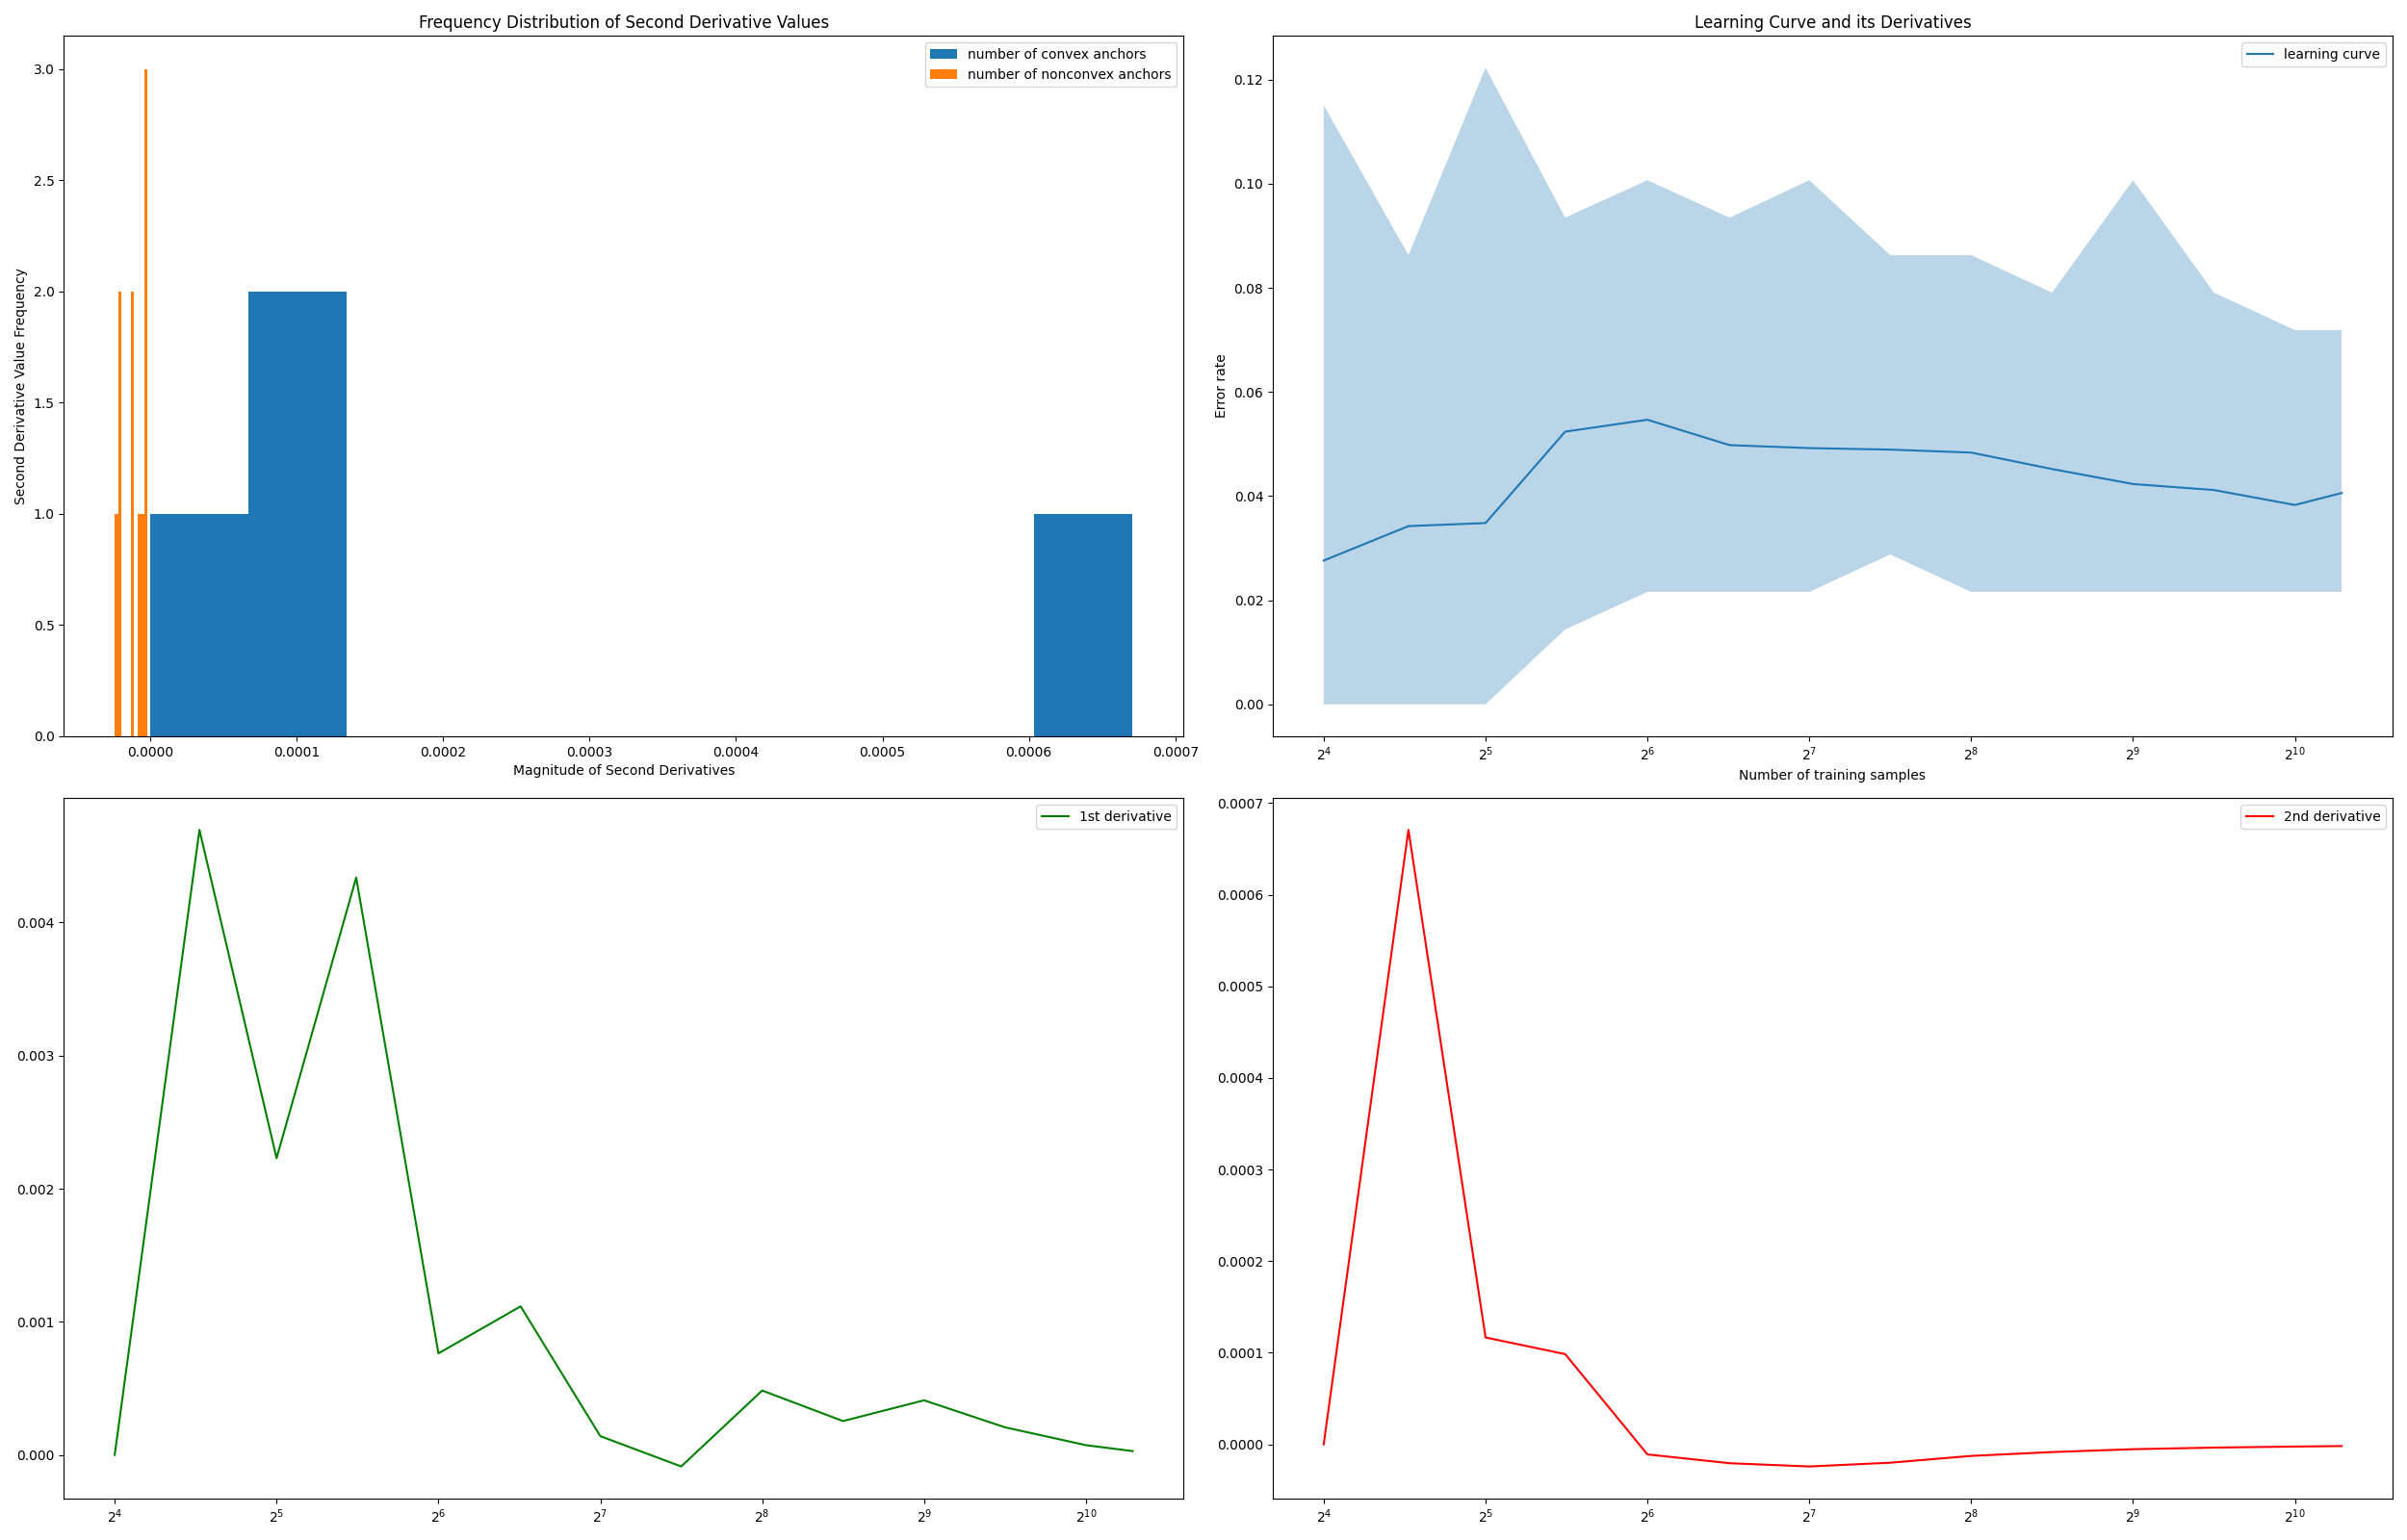 Frequency Distribution of Second Derivative Values
number of convex anchors
number of nonconvex anchors
3.0
2.5
2.0
1.5
1.0
0.5
0.0
Second Derivative Value Frequency
0.0000 0.0001 0.0002 0.0003 0.0004 0.0005 0.0006 0.0007
Magnitude of Second Derivatives
Learning Curve and its Derivatives
learning curve
0.12
0.10
0.08
0.06
0.04
0.02
0.00
Error rate
2⁴ 2⁵ 2⁶ 2⁷ 2⁸ 2⁹ 2¹⁰
Number of training samples
1st derivative
0.004
0.003
0.002
0.001
0.000
2⁴ 2⁵ 2⁶ 2⁷ 2⁸ 2⁹ 2¹⁰
2nd derivative
0.0007
0.0006
0.0005
0.0004
0.0003
0.0002
0.0001
0.0000
2⁴ 2⁵ 2⁶ 2⁷ 2⁸ 2⁹ 2¹⁰